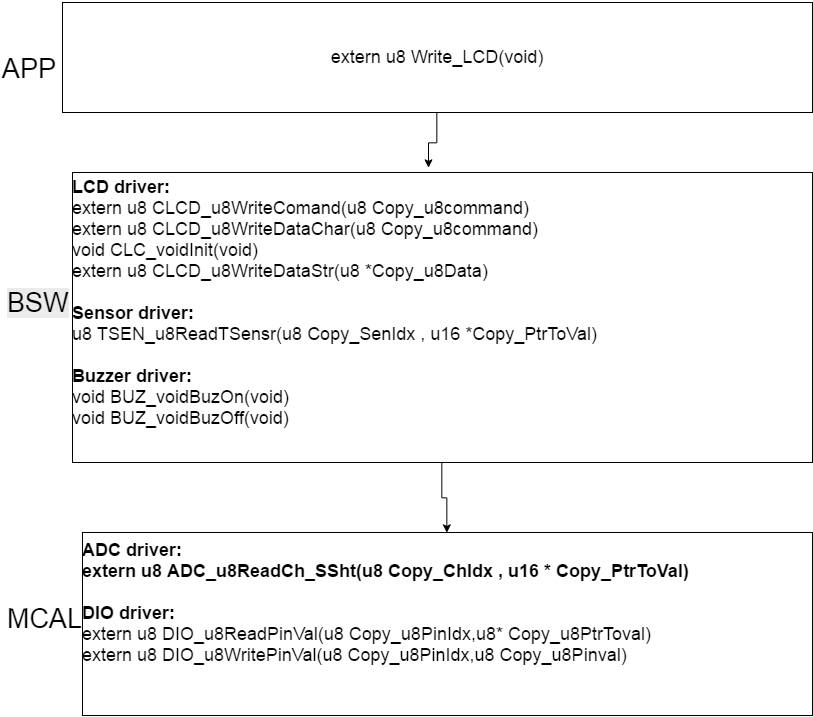 APP
extern u8 Write_LCD(void)
BSW
LCD driver:
extern u8 CLCD_u8WriteComand(u8 Copy_u8command)
extern u8 CLCD_u8WriteDataChar(u8 Copy_u8command)
void CLC_voidInit(void)
extern u8 CLCD_u8WriteDataStr(u8 *Copy_u8Data)
Sensor driver:
u8 TSEN_u8ReadTSensr(u8 Copy_SenIdx , u16 *Copy_PtrToVal)
Buzzer driver:
void BUZ_voidBuzOn(void)
void BUZ_voidBuzOff(void)
MCAL
ADC driver:
extern u8 ADC_u8ReadCh_SSht(u8 Copy_ChIdx , u16 * Copy_PtrToVal)
DIO driver:
extern u8 DIO_u8ReadPinVal(u8 Copy_u8PinIdx,u8* Copy_u8PtrToval)
extern u8 DIO_u8WritePinVal(u8 Copy_u8PinIdx,u8 Copy_u8Pinval)